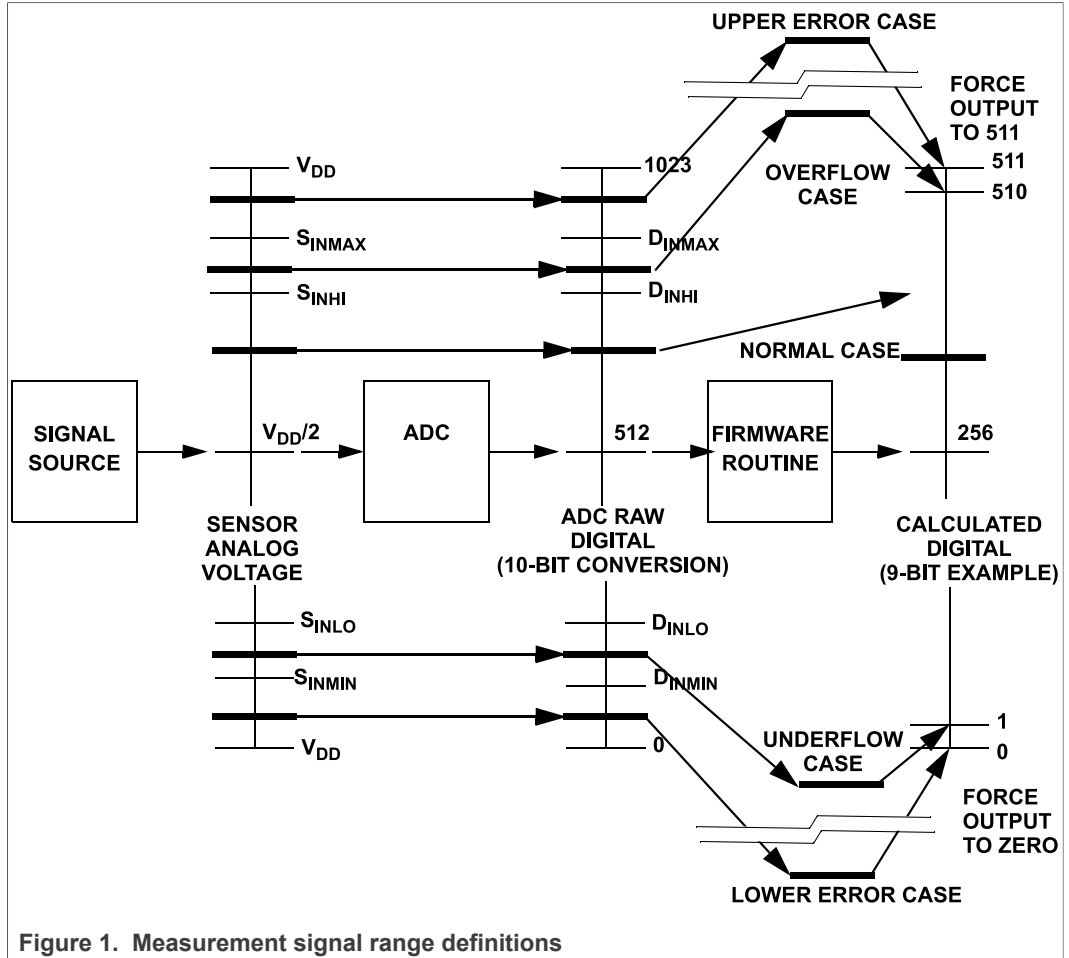 UPPER ERROR CASE
FORCE
OUTPUT
TO 511
V_DD
1023
OVERFLOW
CASE
511
510
S_INMAX
D_INMAX
S_INHI
D_INHI
NORMAL CASE
SIGNAL
SOURCE
V_DD/2
ADC
512
FIRMWARE
ROUTINE
256
SENSOR
ANALOG
VOLTAGE
ADC RAW
DIGITAL
(10-BIT CONVERSION)
CALCULATED
DIGITAL
(9-BIT EXAMPLE)
S_INLO
D_INLO
S_INMIN
D_INMIN
V_DD
0
UNDERFLOW
CASE
1
0
FORCE
OUTPUT
TO ZERO
LOWER ERROR CASE
Figure 1. Measurement signal range definitions